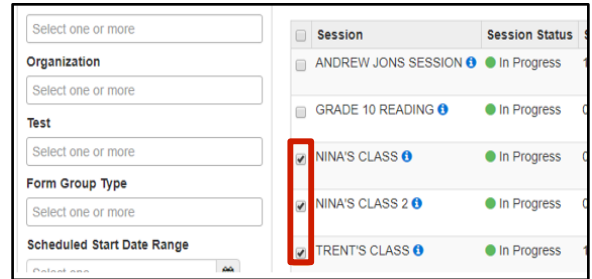 Select one or more
Organization
Select one or more
Test
Select one or more
Form Group Type
Select one or more
Scheduled Start Date Range
Session Session Status
ANDREW JONS SESSION In Progress
GRADE 10 READING In Progress
NINA'S CLASS In Progress
NINA'S CLASS 2 In Progress
TRENT'S CLASS In Progress